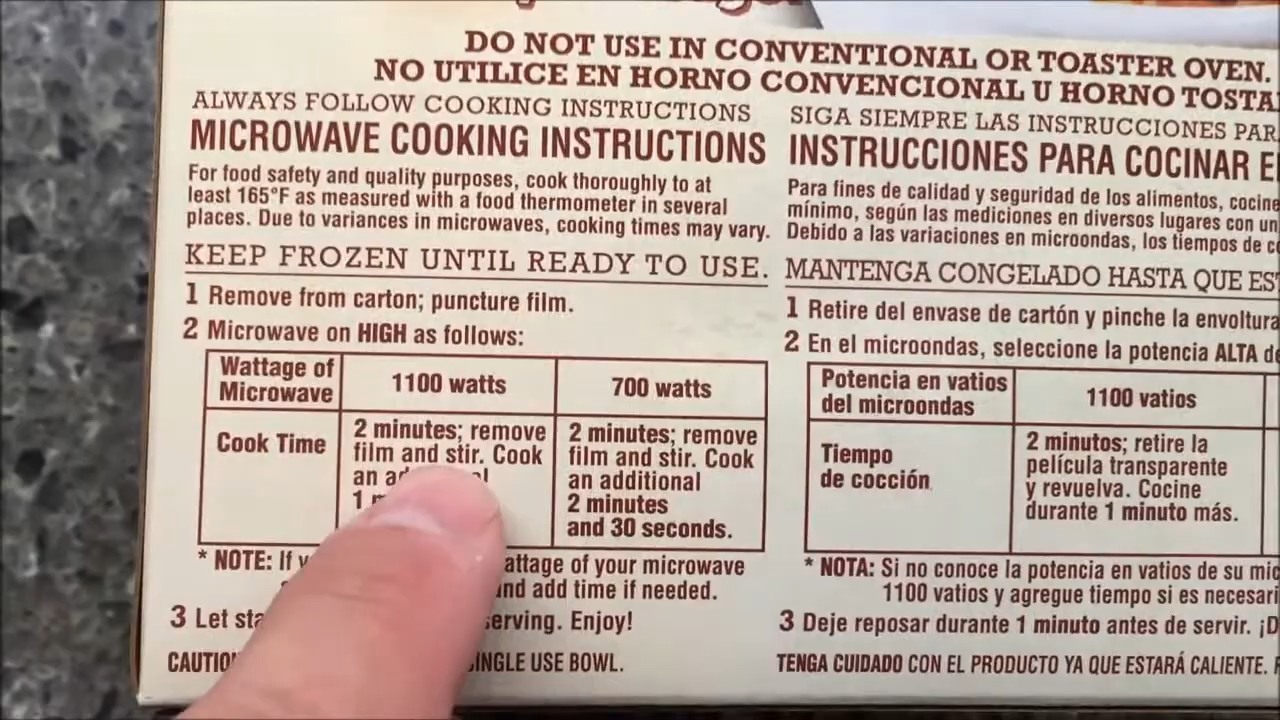 DO NOT USE IN CONVENTIONAL OR TOASTER OVEN.
NO UTILICE EN HORNO CONVENCIONAL U HORNO
ALWAYS FOLLOW COOKING INSTRUCTIONS
MICROWAVE COOKING INSTRUCTIONS
For food safety and quality purposes, cook thoroughly to at
least 165°F as measured with a food thermometer in several
places. Due to variances in microwaves, cooking times may vary.
KEEP FROZEN UNTIL READY TO USE.
1 Remove from carton; puncture film.
2 Microwave on HIGH as follows:
Wattage of
Microwave
1100 watts
700 watts
Cook Time
2 minutes; remove
film and stir. Cook
an
1
2 minutes; remove
film and stir. Cook
an additional
2 minutes
and 30 seconds.
* NOTE: If wattage of your microwave
and add time if needed.
3 Let serving. Enjoy!
CAUTION SINGLE USE BOWL.
SIGA SIEMPRE LAS INSTRUCCIONES
INSTRUCCIONES PARA COCINAR
Para fines de calidad y seguridad de los alimentos, cocine
mínimo, según las mediciones en diversos lugares con un
Debido a las variaciones en microondas, los tiempos de
MANTENGA CONGELADO HASTA QUE
1 Retire del envase de cartón y pinche la envoltura
2 En el microondas, seleccione la potencia ALTA
Potencia en vatios
del microondas
1100 vatios
Tiempo
de cocción
2 minutos; retire la
película transparente
y revuelva. Cocine
durante 1 minuto más.
* NOTA: Si no conoce la potencia en vatios de su
1100 vatios y agregue tiempo si es
3 Deje reposar durante 1 minuto antes de servir.
TENGA CUIDADO CON EL PRODUCTO YA QUE ESTARÁ CALIENTE.